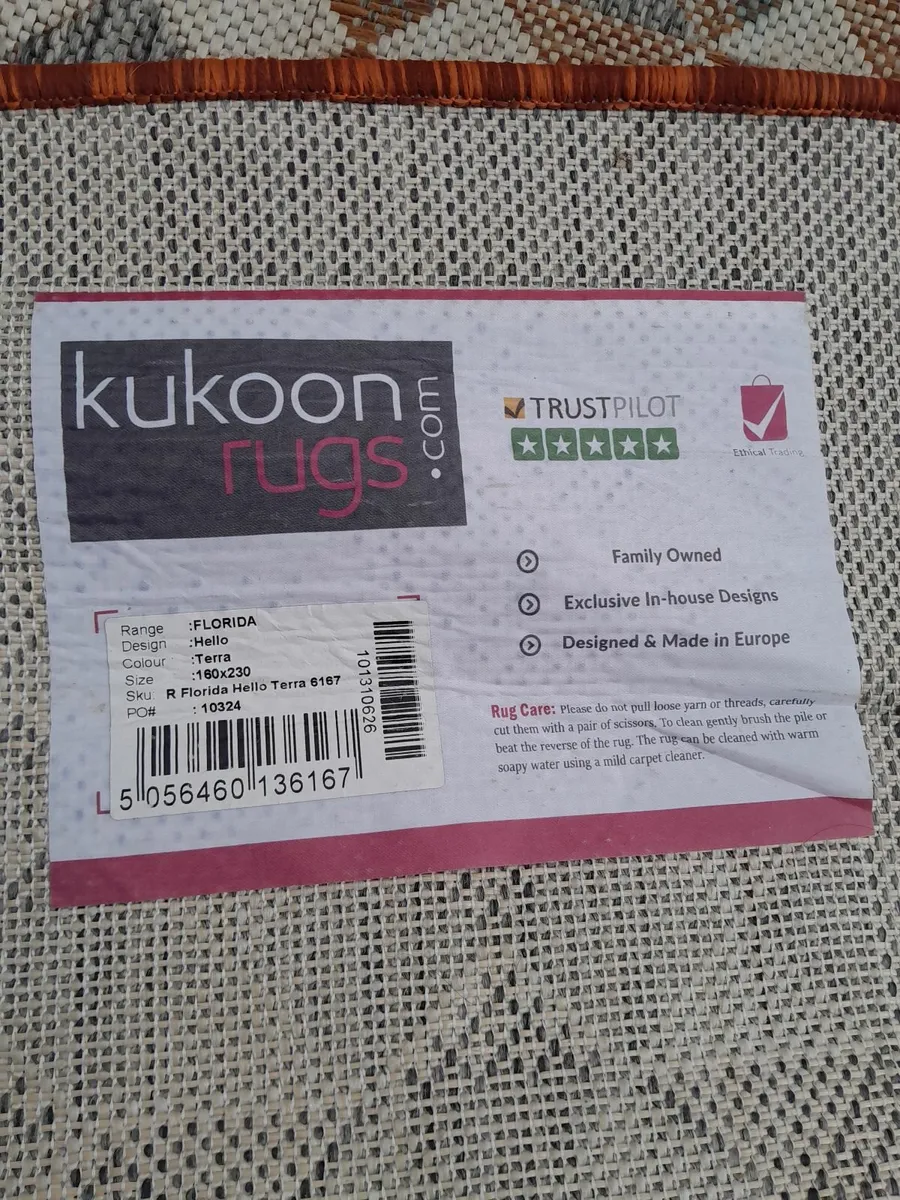 kukoon
rugs
.com
TRUSTPILOT
Ethical Trading
Family Owned
Exclusive In-house Designs
Designed & Made in Europe
Range :FLORIDA
Design :Hello
Colour :Terra
Size :160x230
Sku: R Florida Hello Terra 6167
PO# : 10324
5 056460 136167
101310626
Rug Care: Please do not pull loose yarn or threads, carefully
cut them with a pair of scissors. To clean gently brush the pile or
beat the reverse of the rug. The rug can be cleaned with warm
soapy water using a mild carpet cleaner.